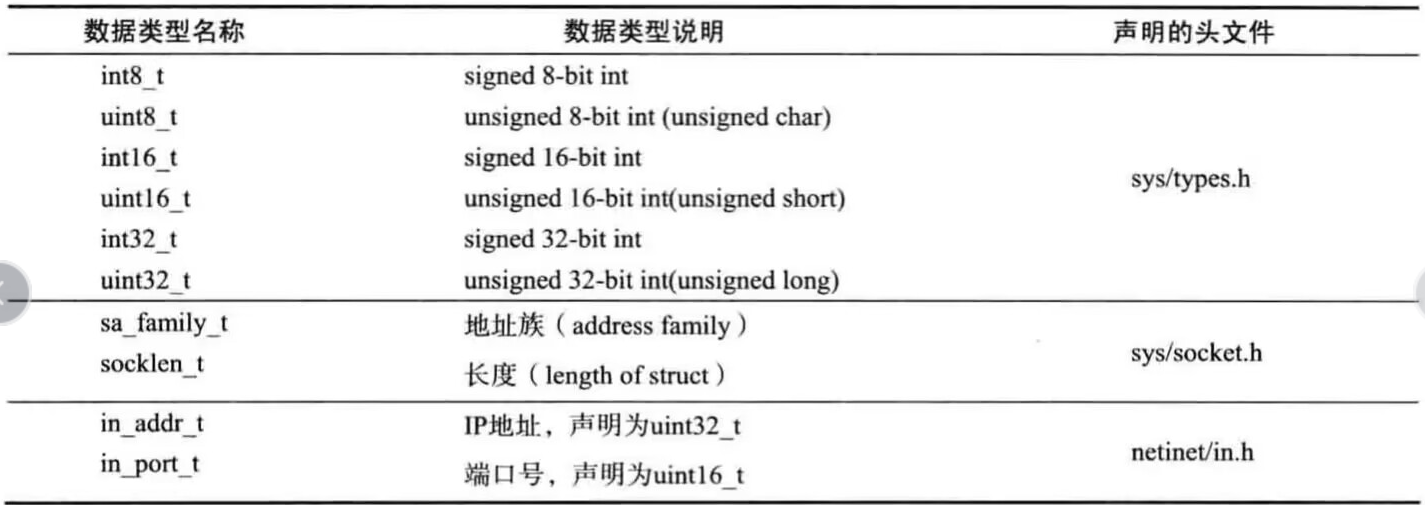 数据类型名称 数据类型说明 声明的头文件
int8_t signed 8-bit int
uint8_t unsigned 8-bit int (unsigned char)
int16_t signed 16-bit int
sys/types.h
uint16_t unsigned 16-bit int(unsigned short)
int32_t signed 32-bit int
uint32_t unsigned 32-bit int(unsigned long)
sa_family_t 地址族（address family）
sys/socket.h
socklen_t 长度（length of struct）
in_addr_t IP地址，声明为uint32_t
netinet/in.h
in_port_t 端口号，声明为uint16_t